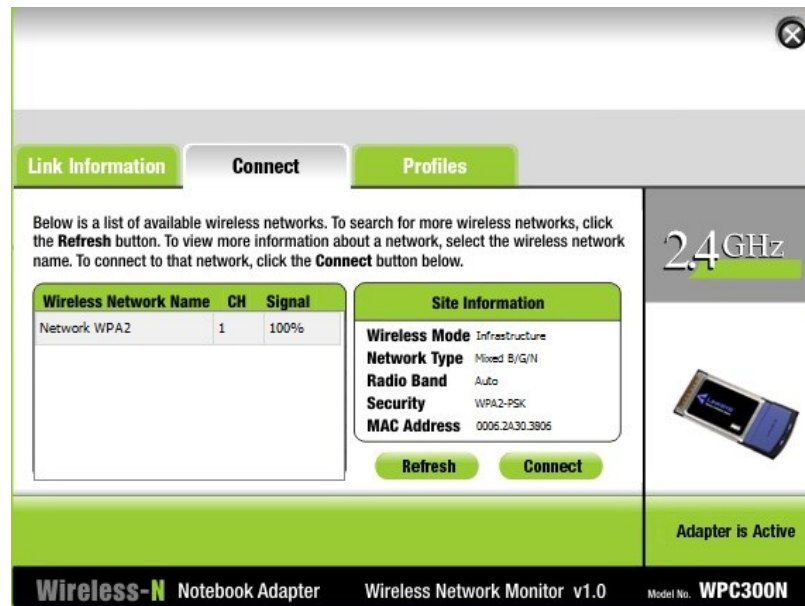 Link Information
Connect
Profiles
Below is a list of available wireless networks. To search for more wireless networks, click
the Refresh button. To view more information about a network, select the wireless network
name. To connect to that network, click the Connect button below.
2.4GHz
Wireless Network Name CH Signal
Network WPA2 1 100%
Site Information
Wireless Mode Infrastructure
Network Type Mixed B/G/N
Radio Band Auto
Security WPA2-PSK
MAC Address 0006.2A30.3806
Refresh
Connect
Adapter is Active
Wireless-N Notebook Adapter
Wireless Network Monitor v1.0
Model No. WPC300N